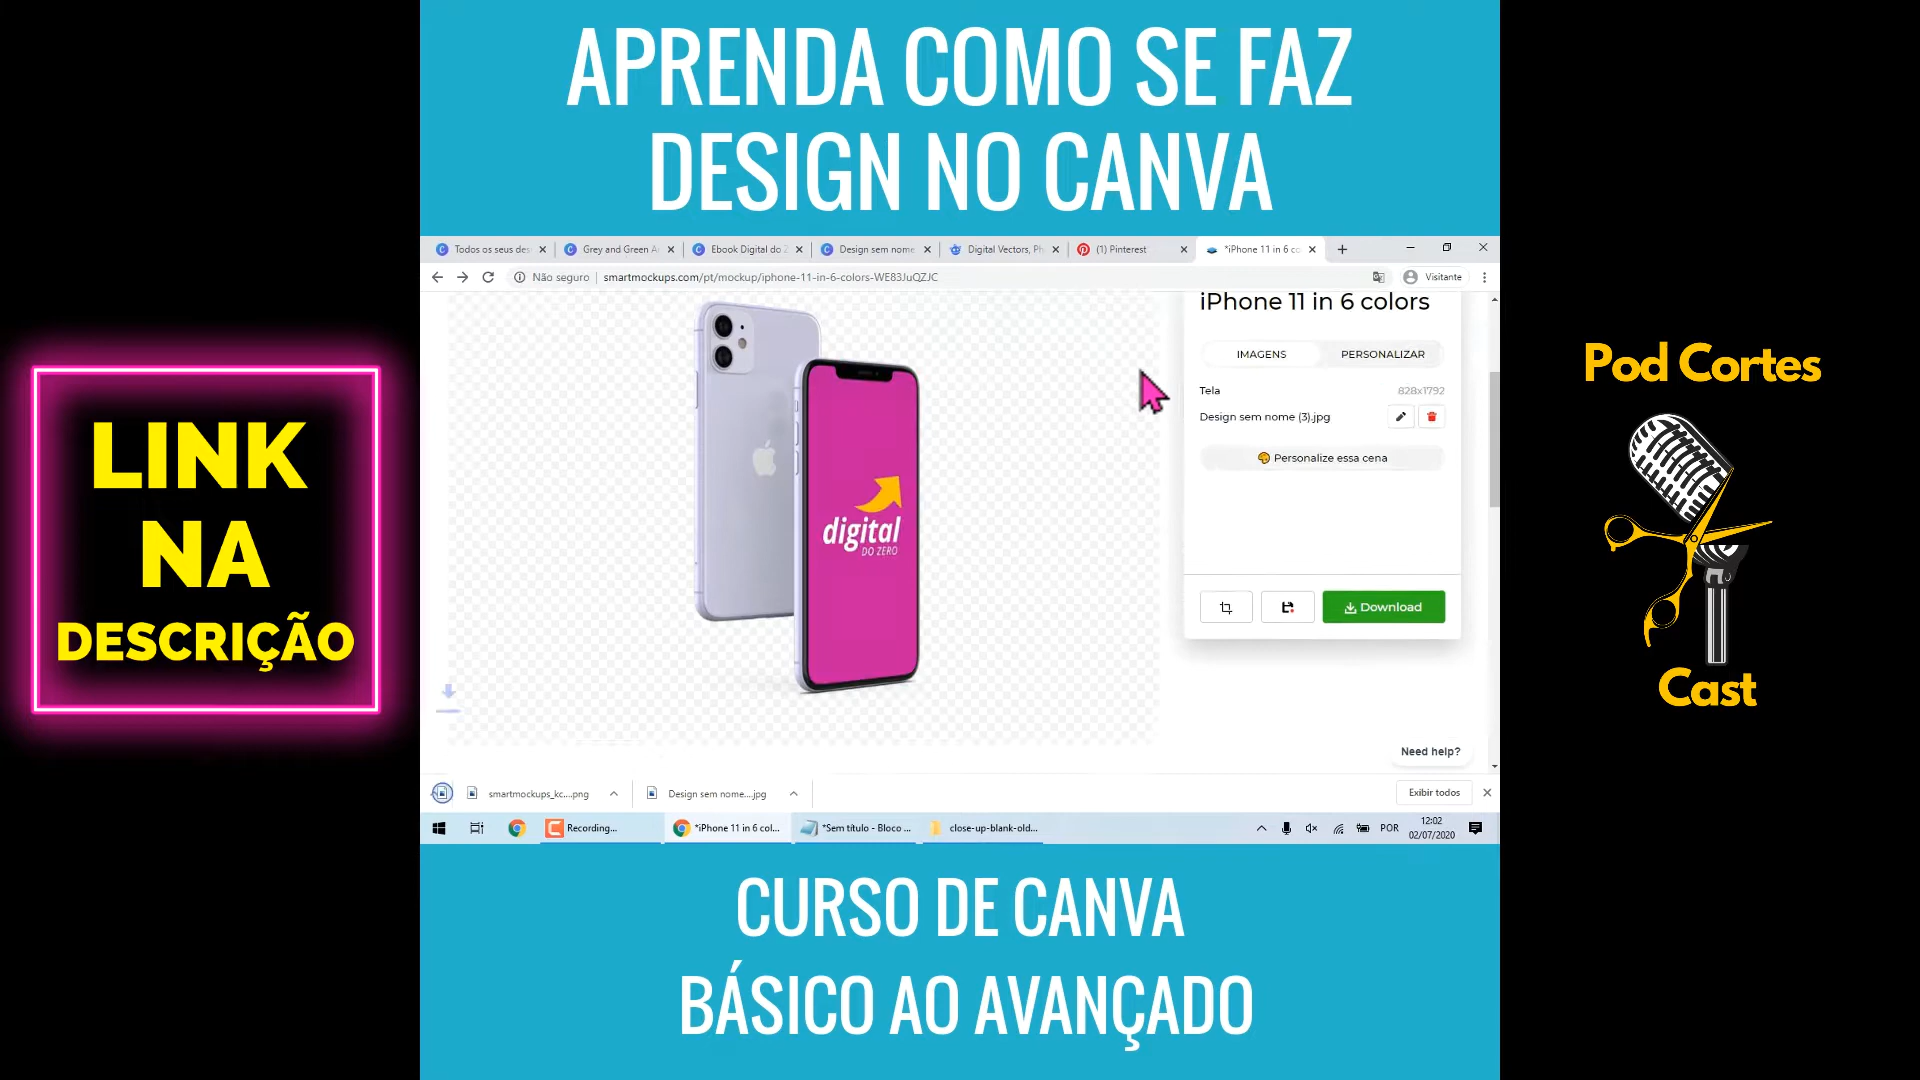 APRENDA COMO SE FAZ
DESIGN NO CANVA
Todos os seus des
Grey and Green A
Ebook Digital do Z
Design sem nome
Digital Vectors, Ph
(1) Pinterest
*iPhone 11 in 6 co
Não seguro | smartmockups.com/pt/mockup/iphone-11-in-6-colors-WE83JuQZJC
Visitante
iPhone 11 in 6 colors
IMAGENS PERSONALIZAR
Tela 828x1792
Design sem nome (3).jpg
Personalize essa cena
digital
DO ZERO
Download
Need help?
smartmockups_kc....png
Design sem nome....jpg
Exibir todos
Recording...
*iPhone 11 in 6 col...
*Sem título - Bloco ...
close-up-blank-old...
POR
12:02
02/07/2020
CURSO DE CANVA
BÁSICO AO AVANÇADO
LINK
NA
DESCRIÇÃO
Pod Cortes
Cast